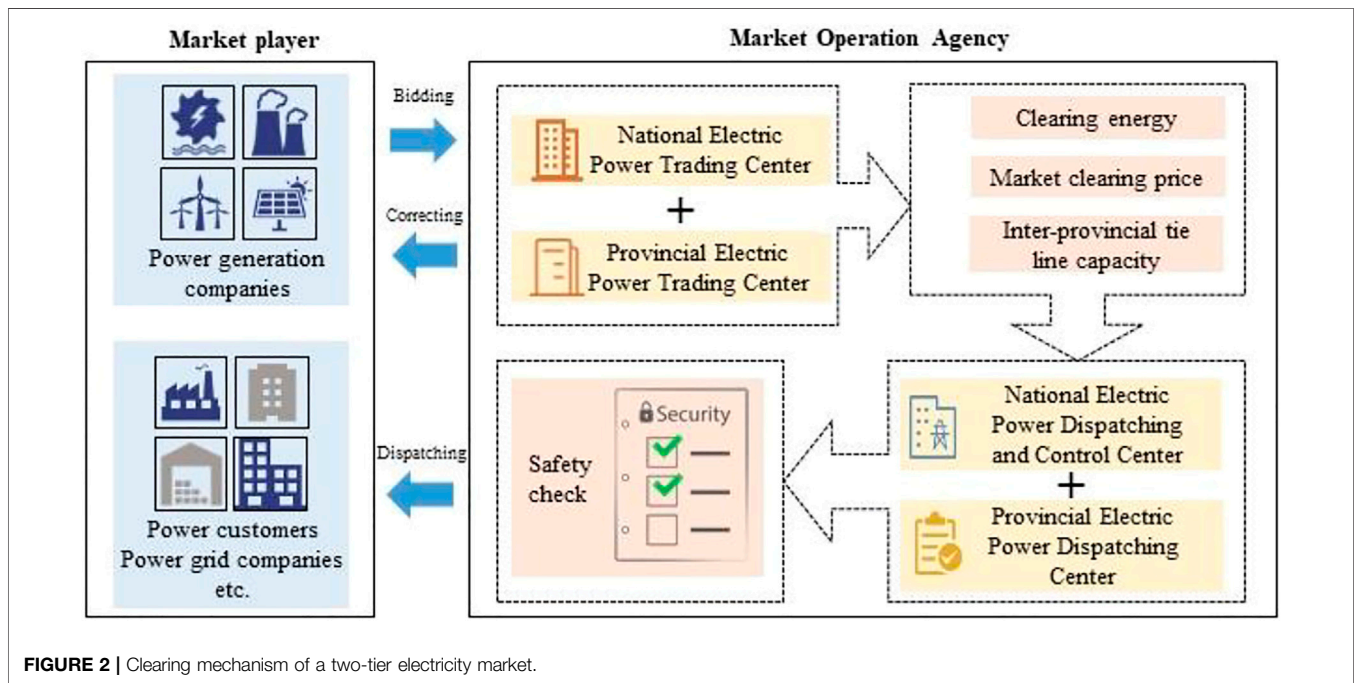 Market player
Market Operation Agency
Power generation
companies
Power customers
Power grid companies
etc.
Bidding
Correcting
Dispatching
National Electric
Power Trading Center
+
Provincial Electric
Power Trading Center
Clearing energy
Market clearing price
Inter-provincial tie
line capacity
National Electric
Power Dispatching
and Control Center
+
Provincial Electric
Power Dispatching
Center
Safety
check
Security
FIGURE 2 | Clearing mechanism of a two-tier electricity market.